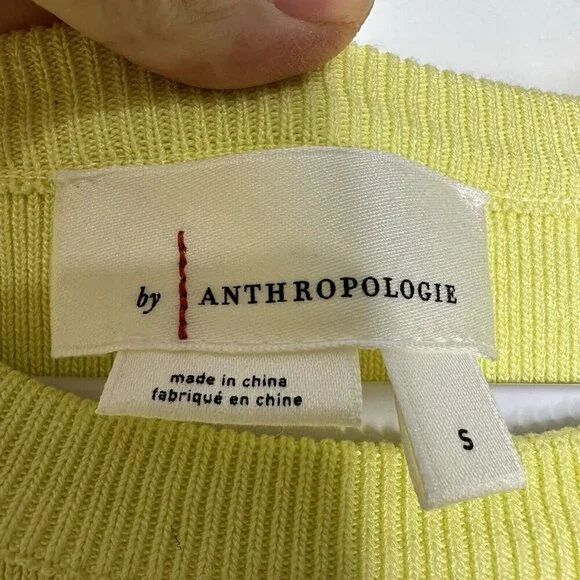 by ANTHROPOLOGIE
made in china
fabriqué en chine
S